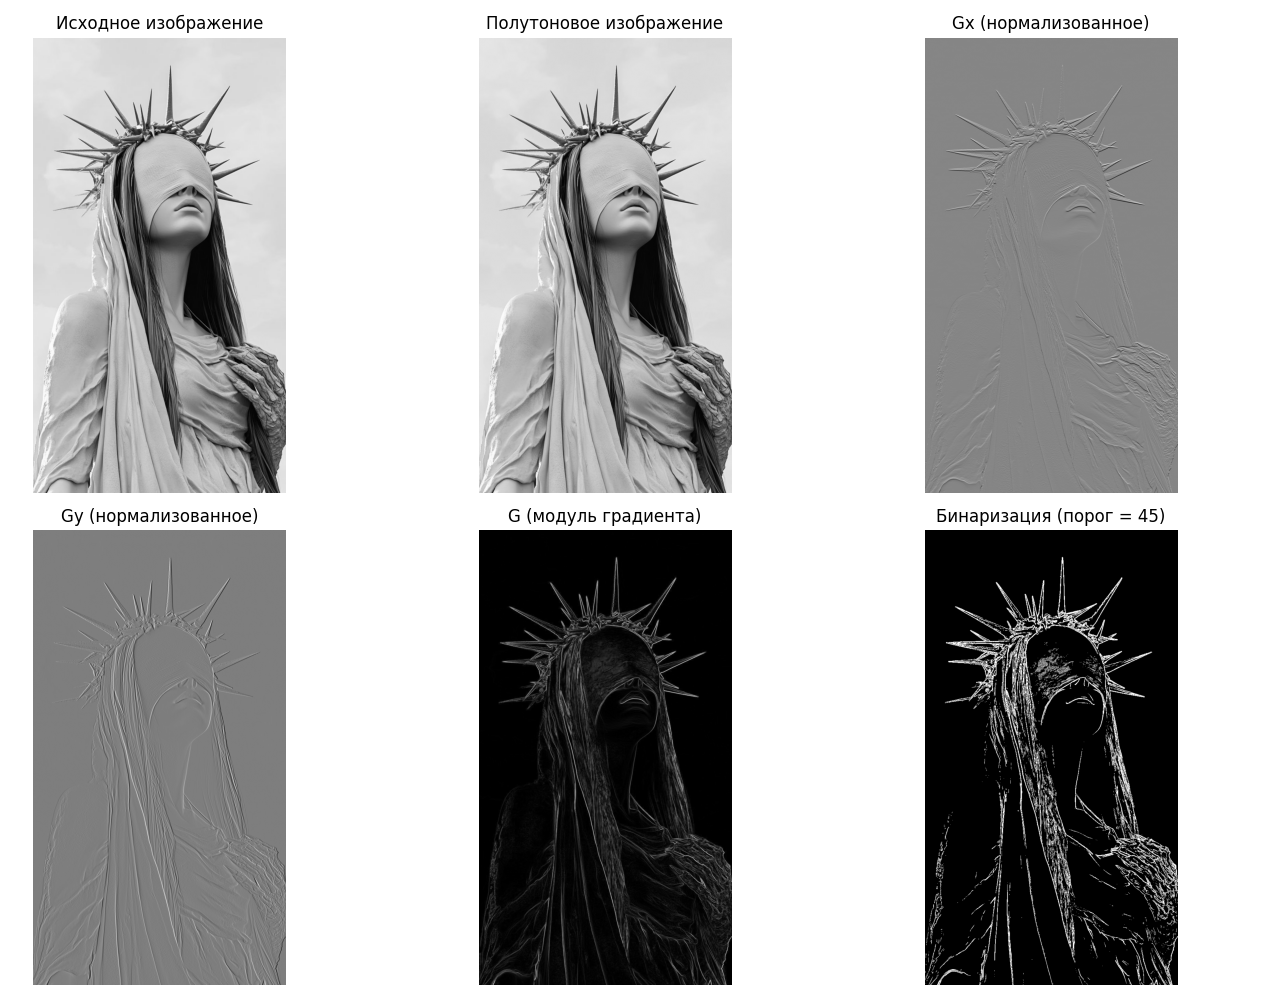 Исходное изображение
Полутоновое изображение
Gx (нормализованное)
Gy (нормализованное)
G (модуль градиента)
Бинаризация (порог = 45)